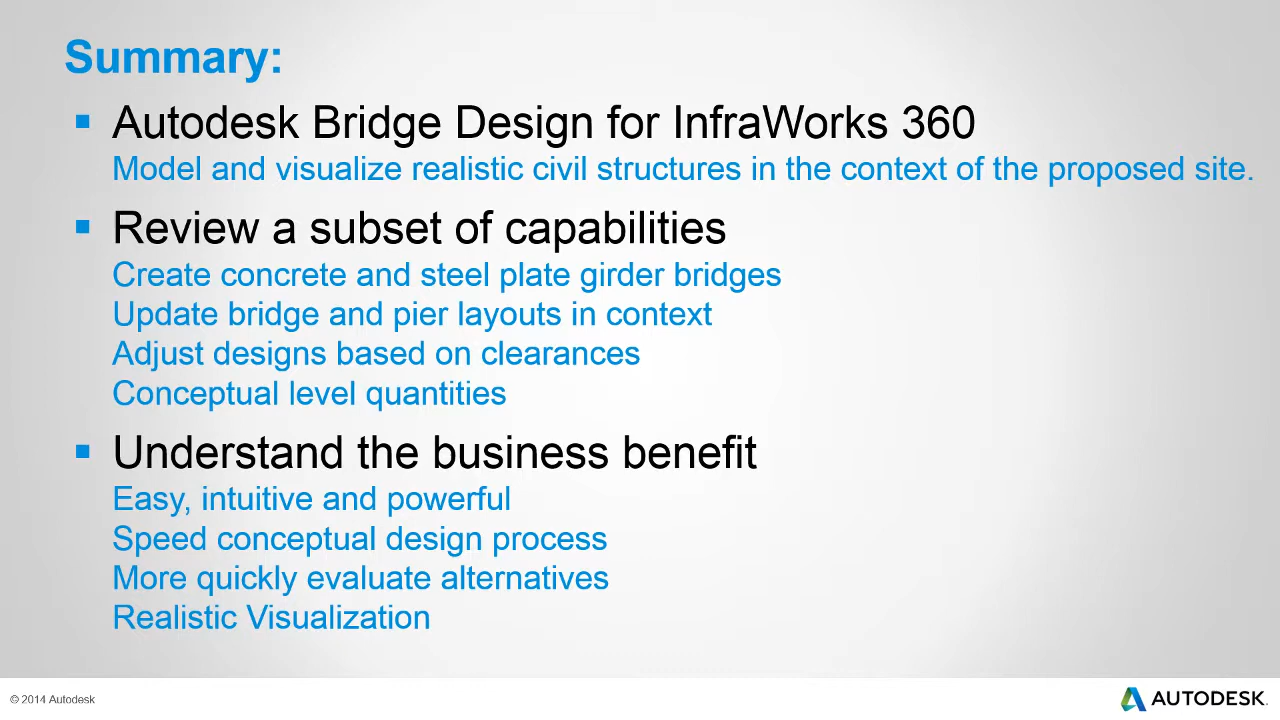 Summary:
Autodesk Bridge Design for InfraWorks 360
Model and visualize realistic civil structures in the context of the proposed site.
Review a subset of capabilities
Create concrete and steel plate girder bridges
Update bridge and pier layouts in context
Adjust designs based on clearances
Conceptual level quantities
Understand the business benefit
Easy, intuitive and powerful
Speed conceptual design process
More quickly evaluate alternatives
Realistic Visualization
© 2014 Autodesk
AUTODESK.